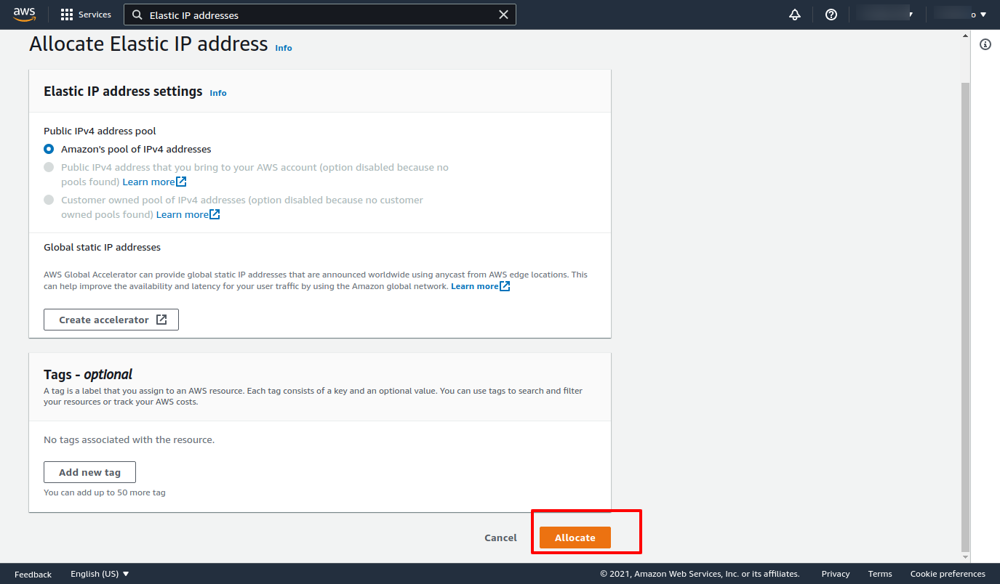 aws
Services
Elastic IP addresses
o
Allocate Elastic IP address Info
Elastic IP address settings Info
Public IPv4 address pool
Amazon's pool of IPv4 addresses
Public IPv4 address that you bring to your AWS account (option disabled because no
pools found) Learn more
Customer owned pool of IPv4 addresses (option disabled because no customer
owned pools found) Learn more
Global static IP addresses
AWS Global Accelerator can provide global static IP addresses that are announced worldwide using anycast from AWS edge locations. This
can help improve the availability and latency for your user traffic by using the Amazon global network. Learn more
Create accelerator
Tags - optional
A tag is a label that you assign to an AWS resource. Each tag consists of a key and an optional value. You can use tags to search and filter
your resources or track your AWS costs.
No tags associated with the resource.
Add new tag
You can add up to 50 more tag
Cancel
Allocate
Feedback
English (US)
© 2021, Amazon Web Services, Inc. or its affiliates.
Privacy
Terms
Cookie preferences